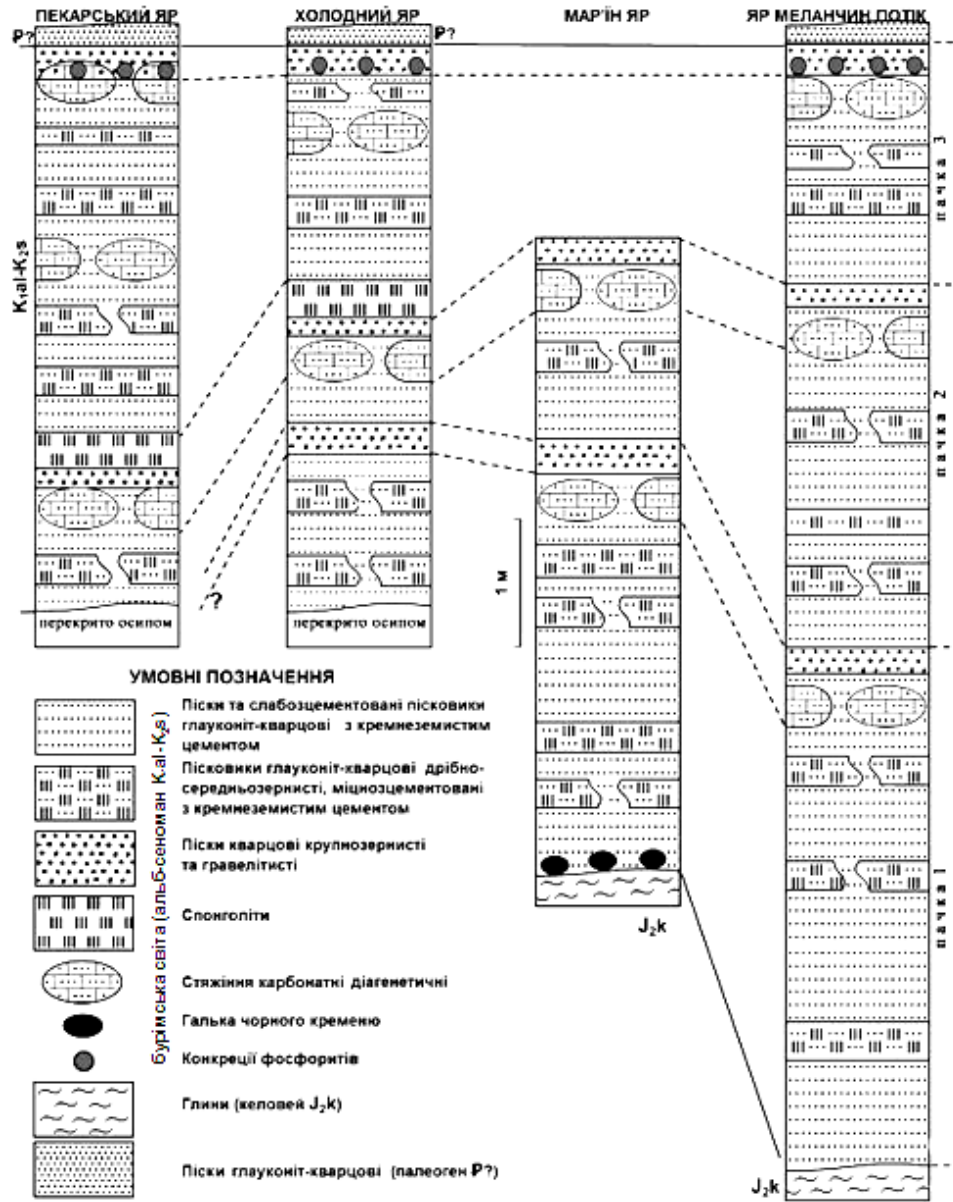 ПЕКАРСЬКИЙ ЯР
ХОЛОДНИЙ ЯР
МАР'ЇН ЯР
ЯР МЕЛАНЧИН ПОТІК
₽?
₽?
K₁al-K₂s
пачка 3
пачка 2
пачка 1
1 м
?
перекрито осипом
перекрито осипом
J₂k
J₂k
УМОВНІ ПОЗНАЧЕННЯ
бурімська світа (альб-сеноман K₁al-K₂s)
Піски та слабозцементовані пісковики
глауконіт-кварцові з кремнеземистим
цементом
Пісковики глауконіт-кварцові дрібно-
середньозернисті, міцнозцементовані
з кремнеземистим цементом
Піски кварцові крупнозернисті
та гравелітисті
Спонголіти
Стяжіння карбонатні діагенетичні
Галька чорного кременю
Конкреції фосфоритів
Глини (келовей J₂k)
Піски глауконіт-кварцові (палеоген ₽?)